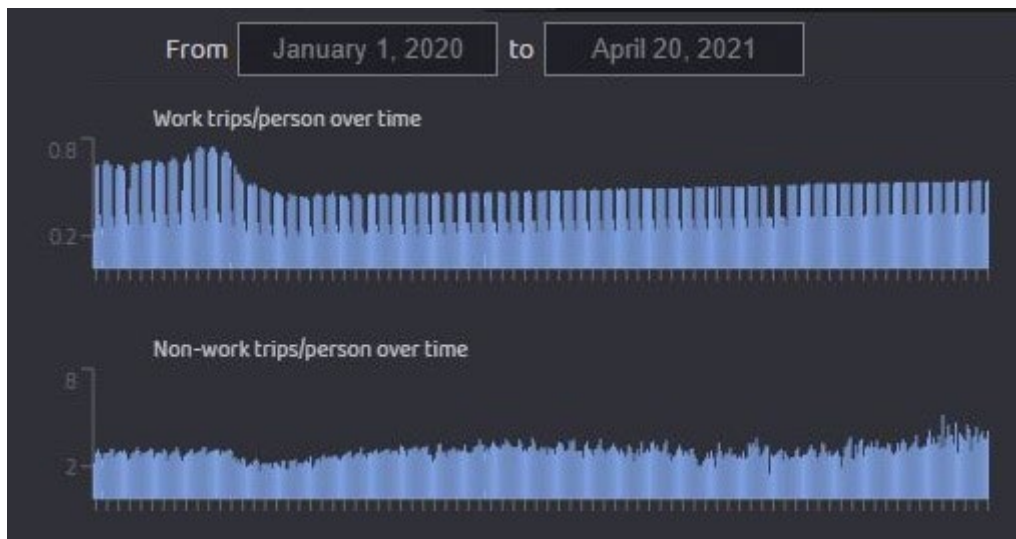 From January 1, 2020 to April 20, 2021
Work trips/person over time
0.8
0.2
Non-work trips/person over time
8
2